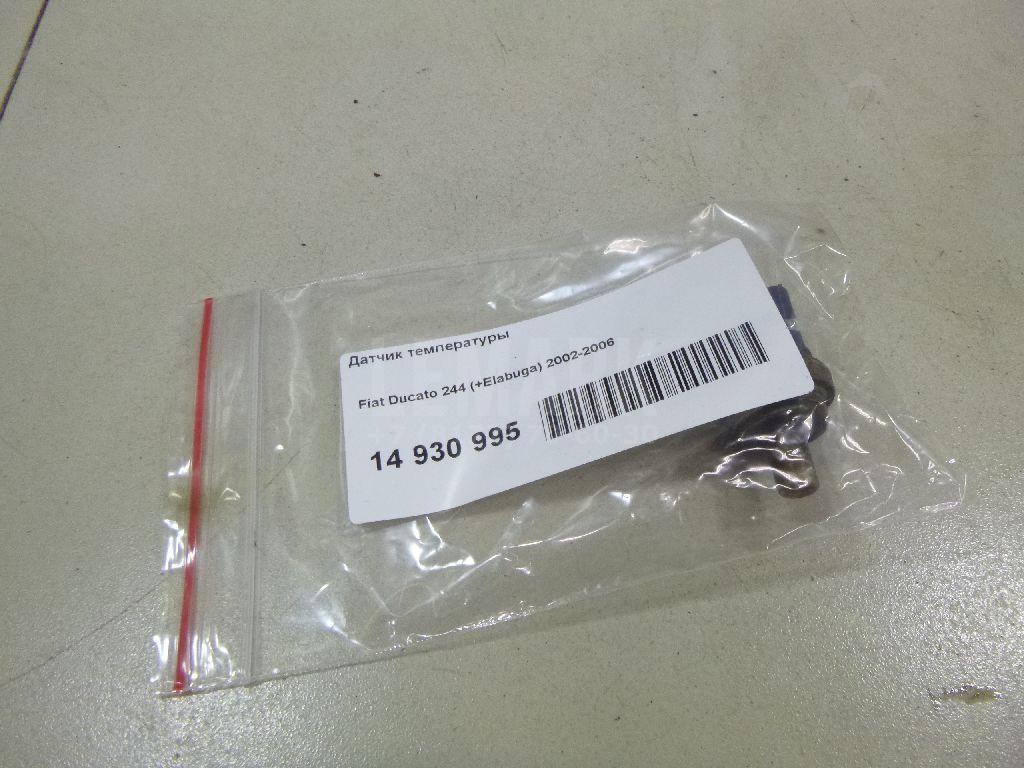 Датчик температуры
Fiat Ducato 244 (+Elabuga) 2002-2006
14 930 995